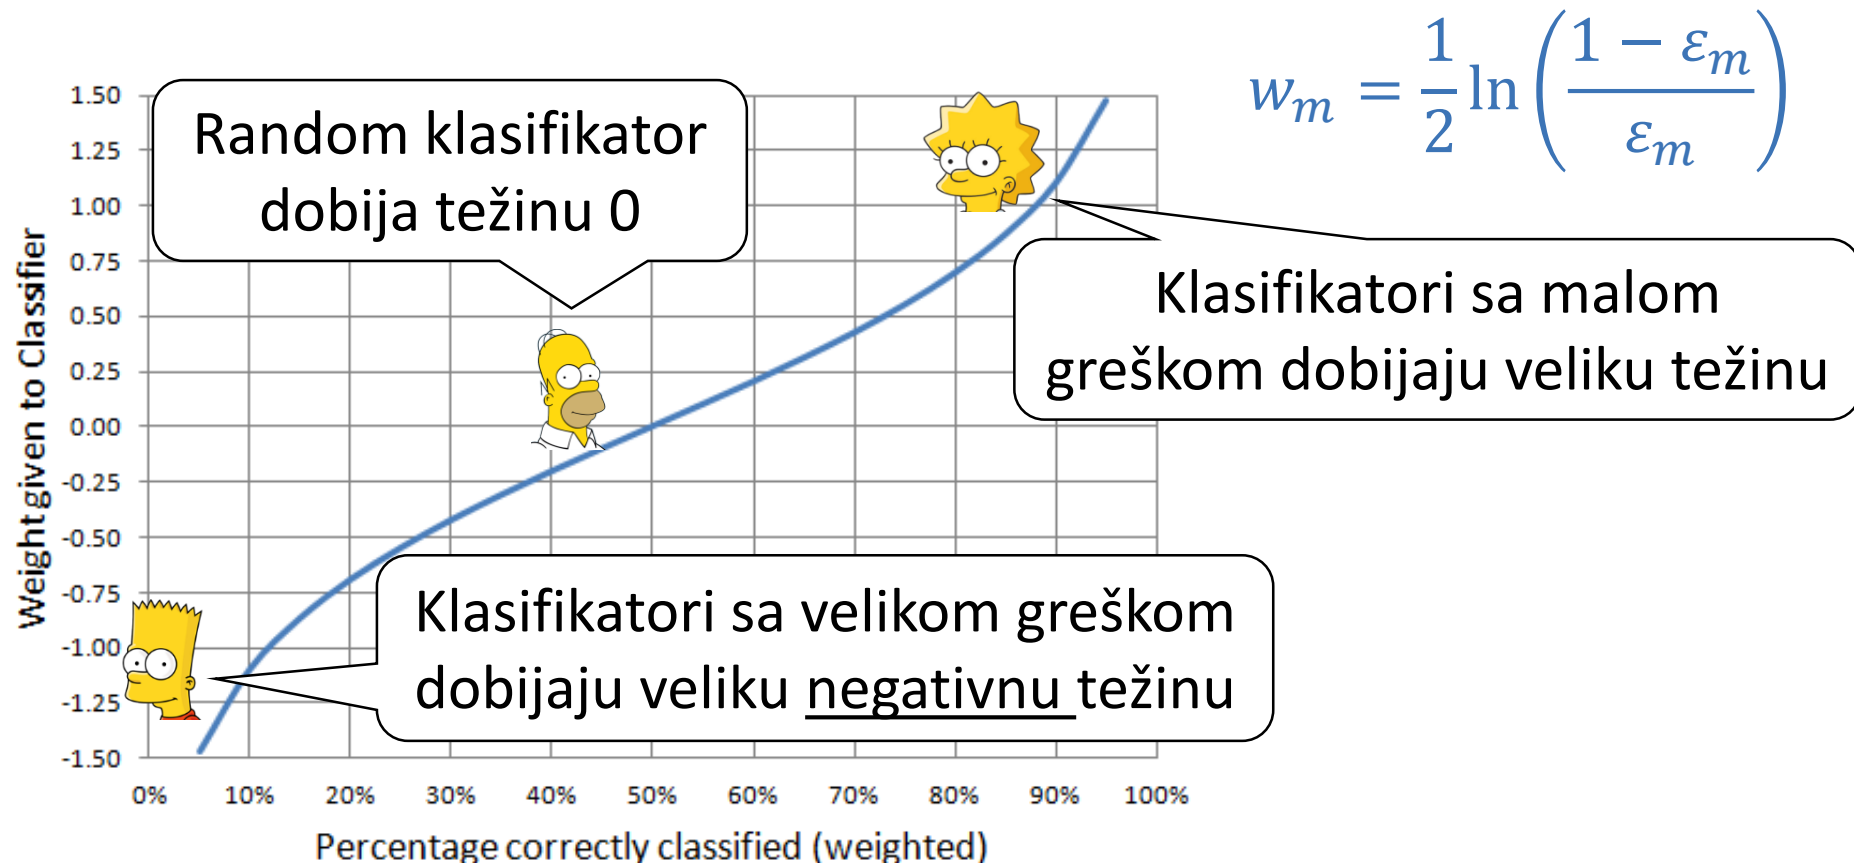 w_m = 1/2 ln((1 − ε_m)/ε_m)
Random klasifikator
dobija težinu 0
Klasifikatori sa malom
greškom dobijaju veliku težinu
Klasifikatori sa velikom greškom
dobijaju veliku negativnu težinu
Weight given to Classifier
1.50
1.25
1.00
0.75
0.50
0.25
0.00
-0.25
-0.50
-0.75
-1.00
-1.25
-1.50
0% 10% 20% 30% 40% 50% 60% 70% 80% 90% 100%
Percentage correctly classified (weighted)